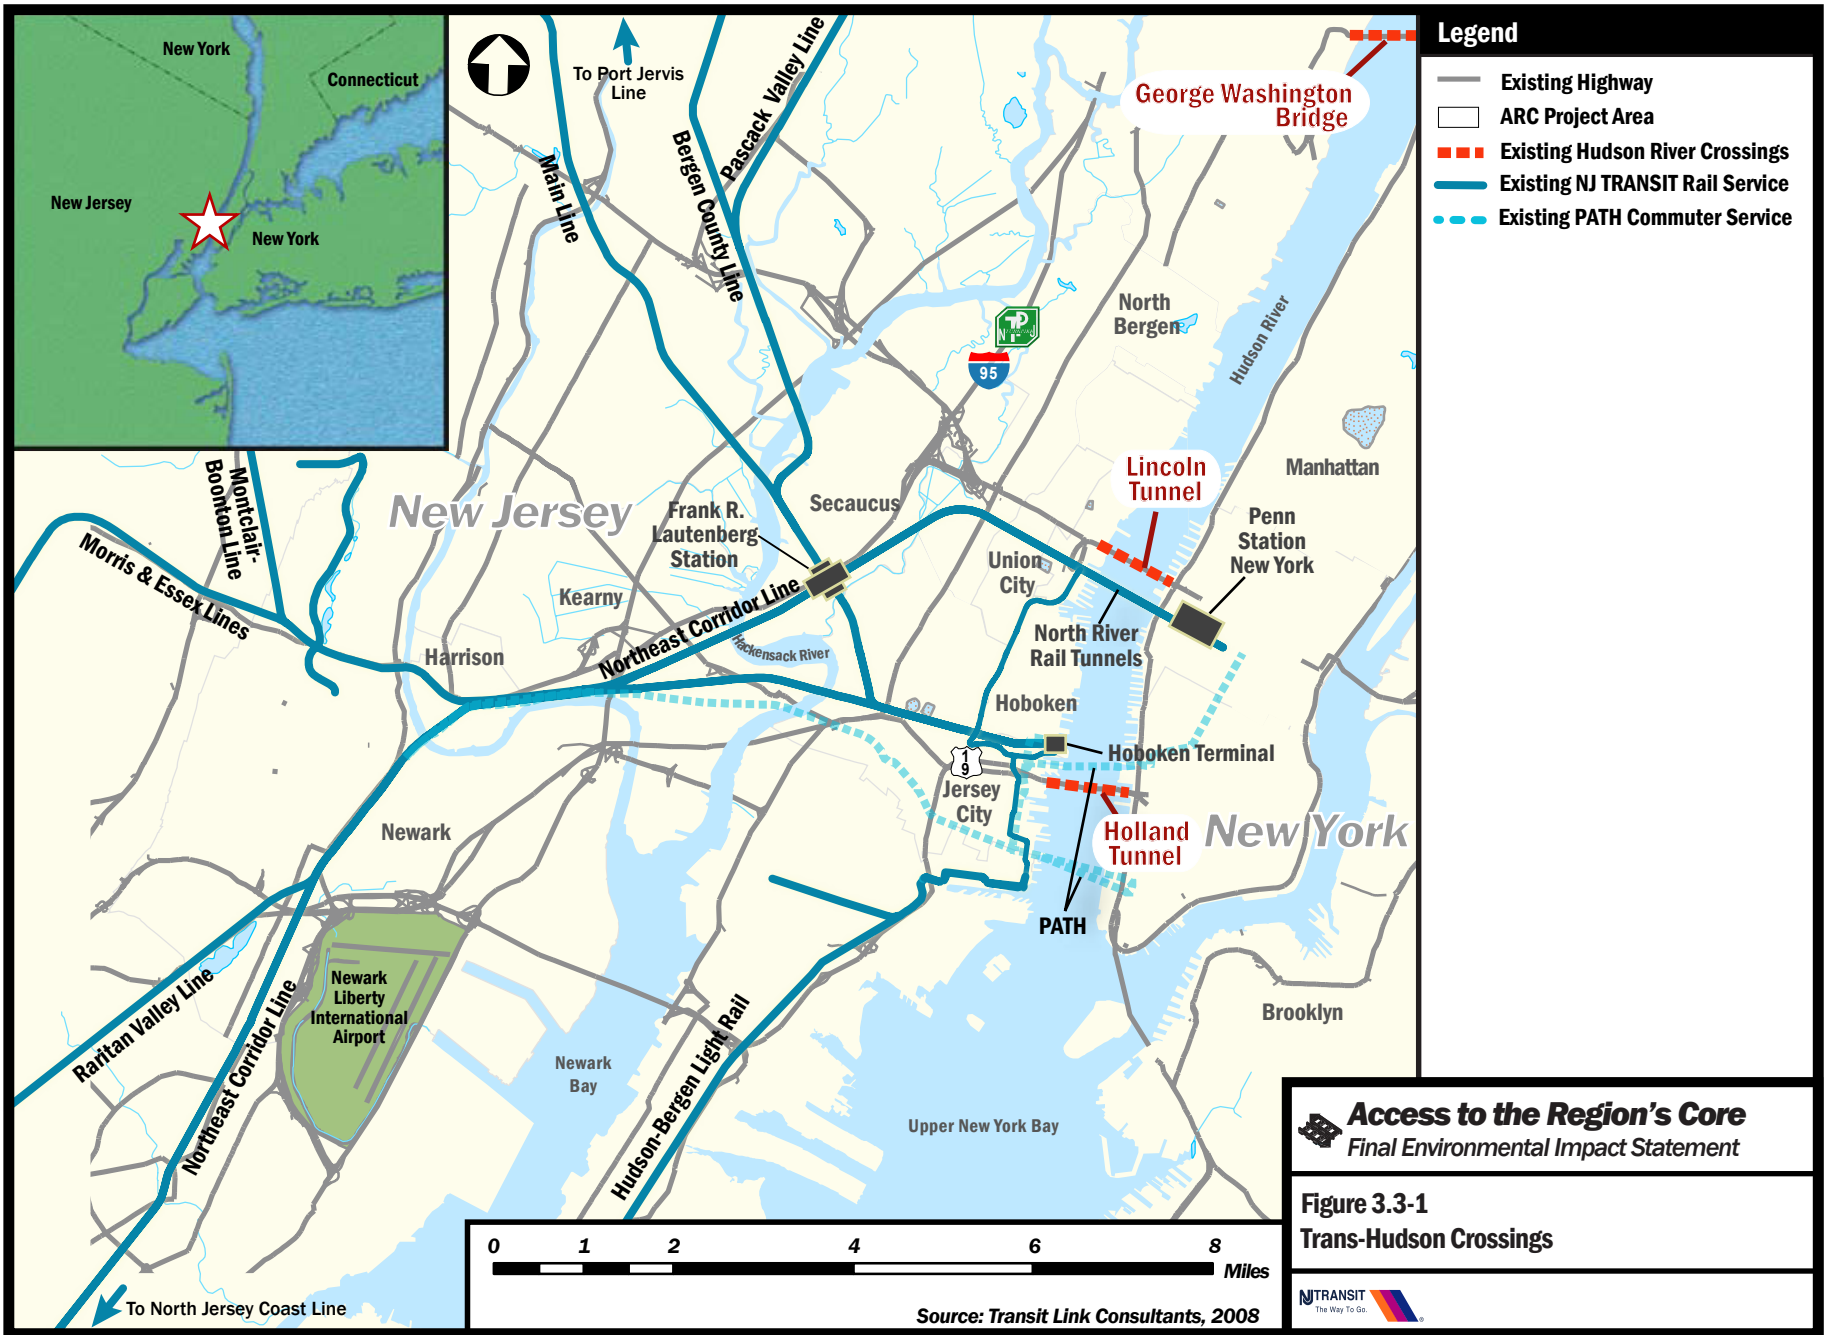 New York
Connecticut
New Jersey
New York
To Port Jervis
Line
Main Line
Bergen County Line
Pascack Valley Line
George Washington
Bridge
North
Bergen
Hudson River
95
Manhattan
Lincoln
Tunnel
Penn
Station
New York
New Jersey
Frank R.
Lautenberg
Station
Secaucus
Union
City
Montclair-
Boonton Line
Morris & Essex Lines
Kearny
Harrison
Northeast Corridor Line
Hackensack River
North River
Rail Tunnels
Hoboken
Hoboken Terminal
1
9
Jersey
City
Holland
Tunnel
New York
PATH
Newark
Newark
Liberty
International
Airport
Raritan Valley Line
Northeast Corridor Line
Hudson-Bergen Light Rail
Newark
Bay
Upper New York Bay
Brooklyn
To North Jersey Coast Line
0 1 2 4 6 8
Miles
Source: Transit Link Consultants, 2008
Legend
Existing Highway
ARC Project Area
Existing Hudson River Crossings
Existing NJ TRANSIT Rail Service
Existing PATH Commuter Service
Access to the Region's Core
Final Environmental Impact Statement
Figure 3.3-1
Trans-Hudson Crossings
NJ TRANSIT
The Way To Go.